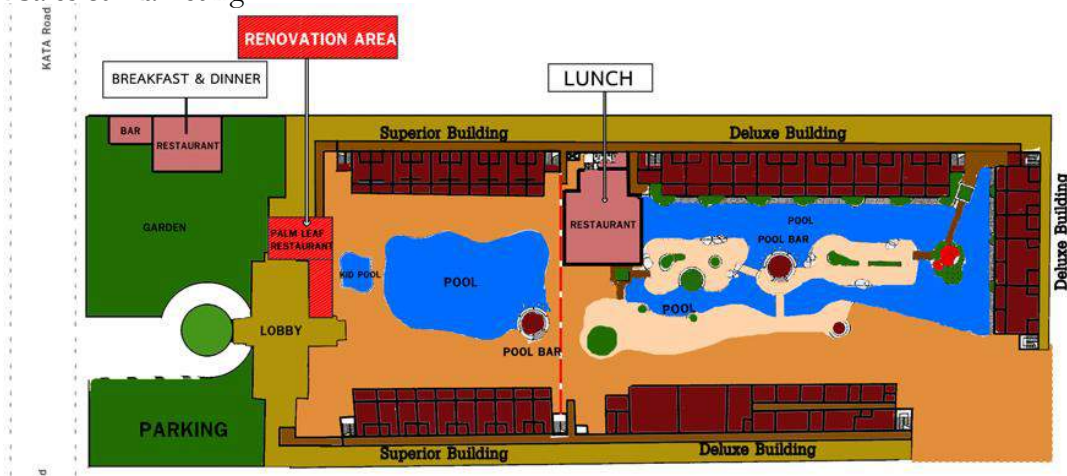 KATA Road
RENOVATION AREA
BREAKFAST & DINNER
LUNCH
BAR
RESTAURANT
Superior Building
Deluxe Building
GARDEN
PALM LEAF
RESTAURANT
RESTAURANT
POOL
POOL BAR
Deluxe Building
KID POOL
POOL
POOL
LOBBY
POOL BAR
PARKING
Superior Building
Deluxe Building